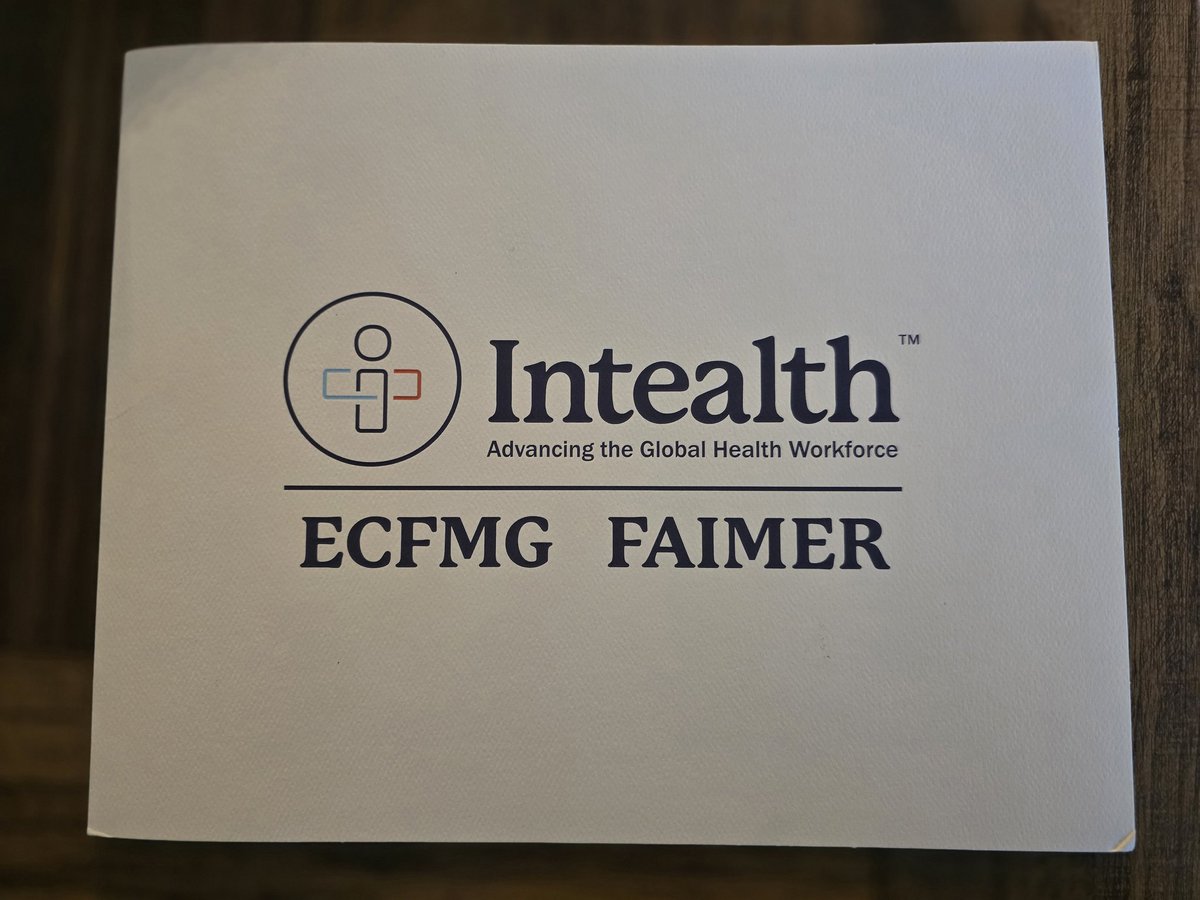 Intealth™
Advancing the Global Health Workforce
ECFMG FAIMER